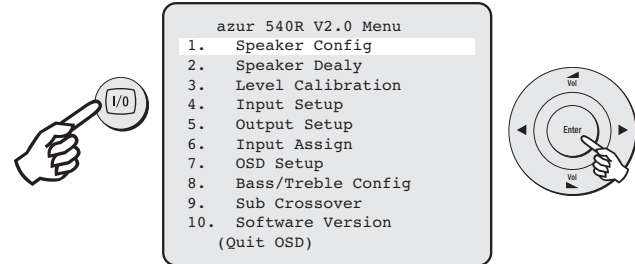 azur 540R V2.0 Menu
1. Speaker Config
2. Speaker Dealy
3. Level Calibration
4. Input Setup
5. Output Setup
6. Input Assign
7. OSD Setup
8. Bass/Treble Config
9. Sub Crossover
10. Software Version
(Quit OSD)
I/0
Vol
Enter
Vol